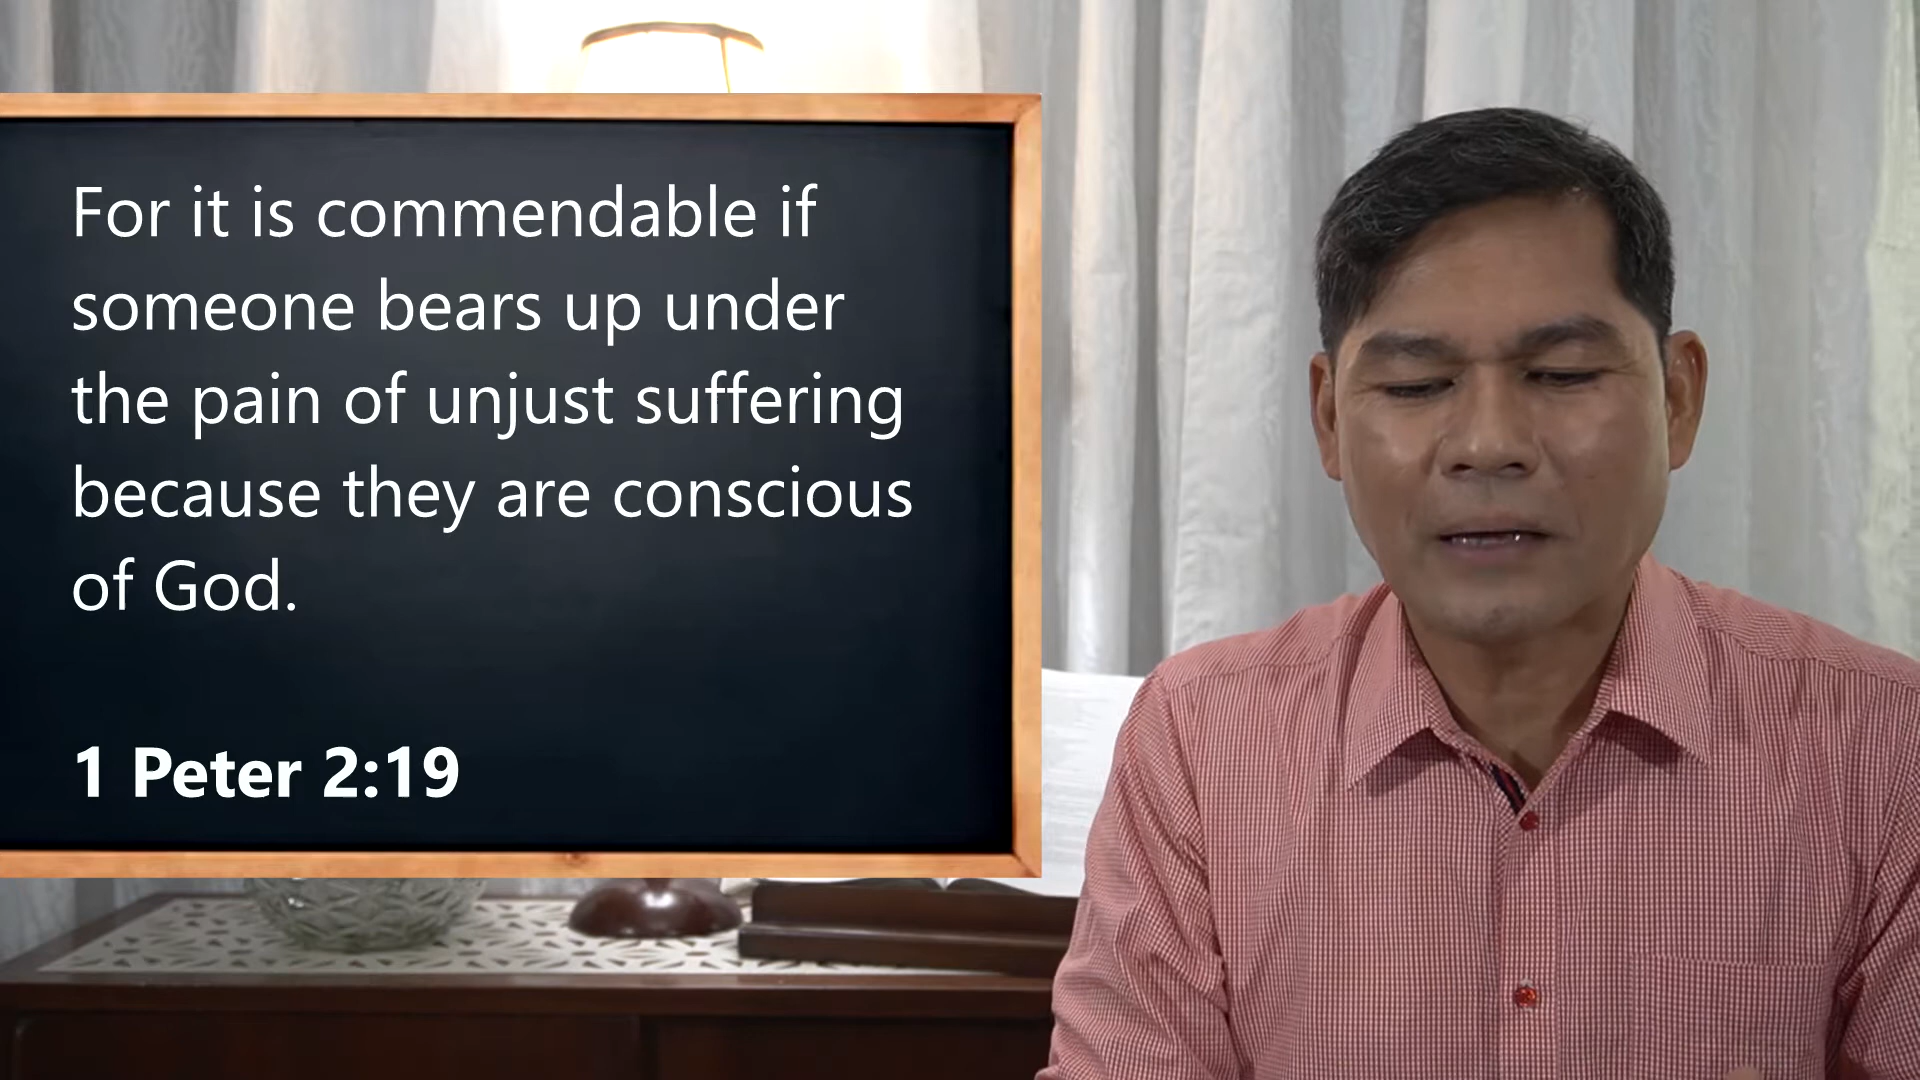 For it is commendable if
someone bears up under
the pain of unjust suffering
because they are conscious
of God.
1 Peter 2:19